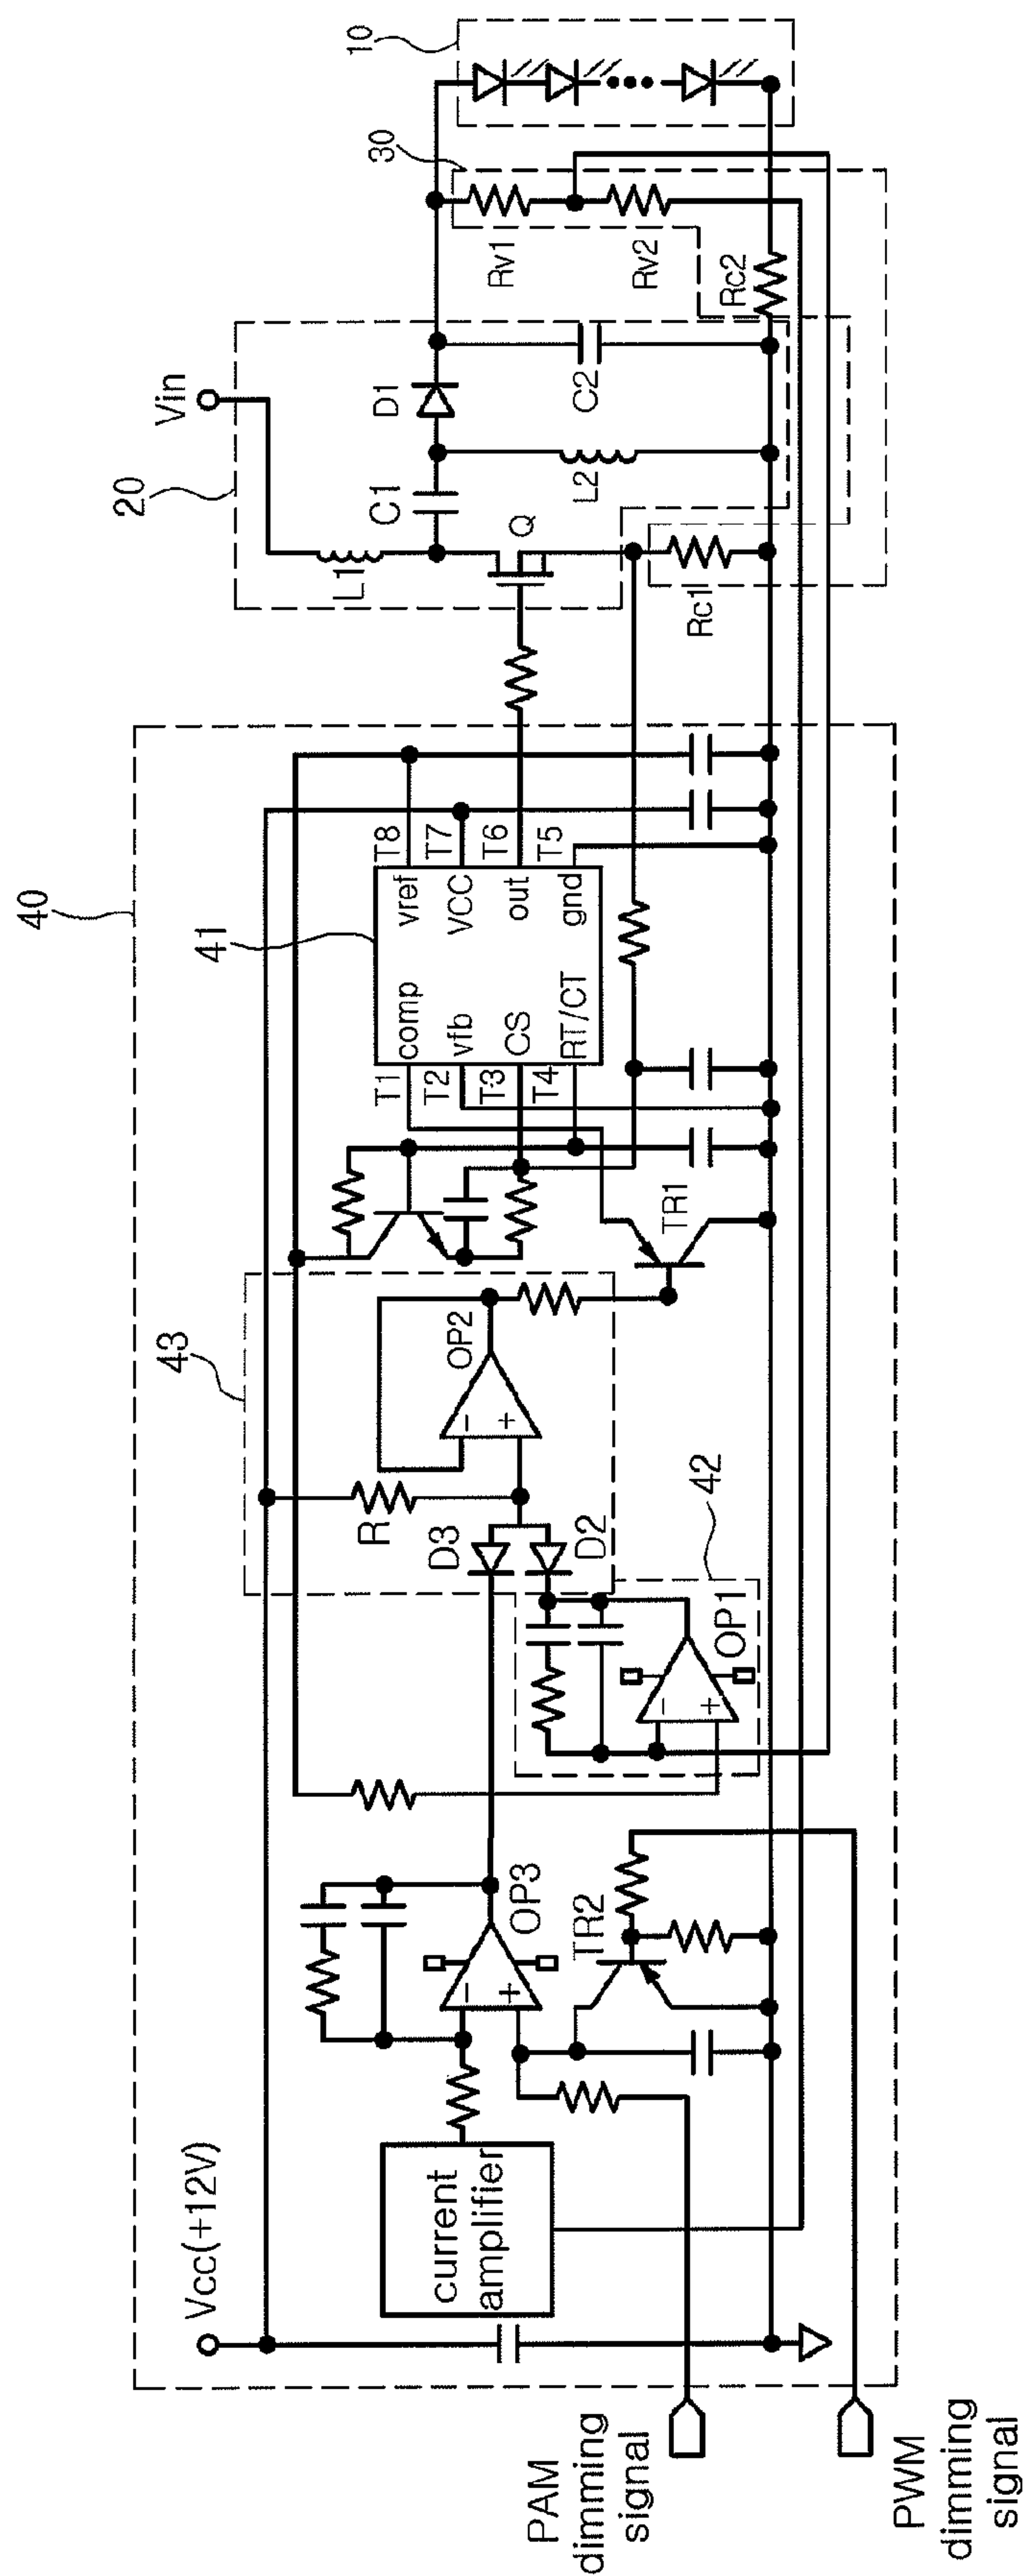 Vcc(+12V)
current
amplifier
PAM
dimming
signal
PWM
dimming
signal
OP3
TR2
43
R
D3
D2
42
OP1
OP2
TR1
40
41
T1
T2
T3
T4
comp
vfb
CS
RT/CT
vref
VCC
out
gnd
T8
T7
T6
T5
20
Vin
L1
C1
D1
Q
L2
C2
Rc1
30
Rv1
Rv2
Rc2
10